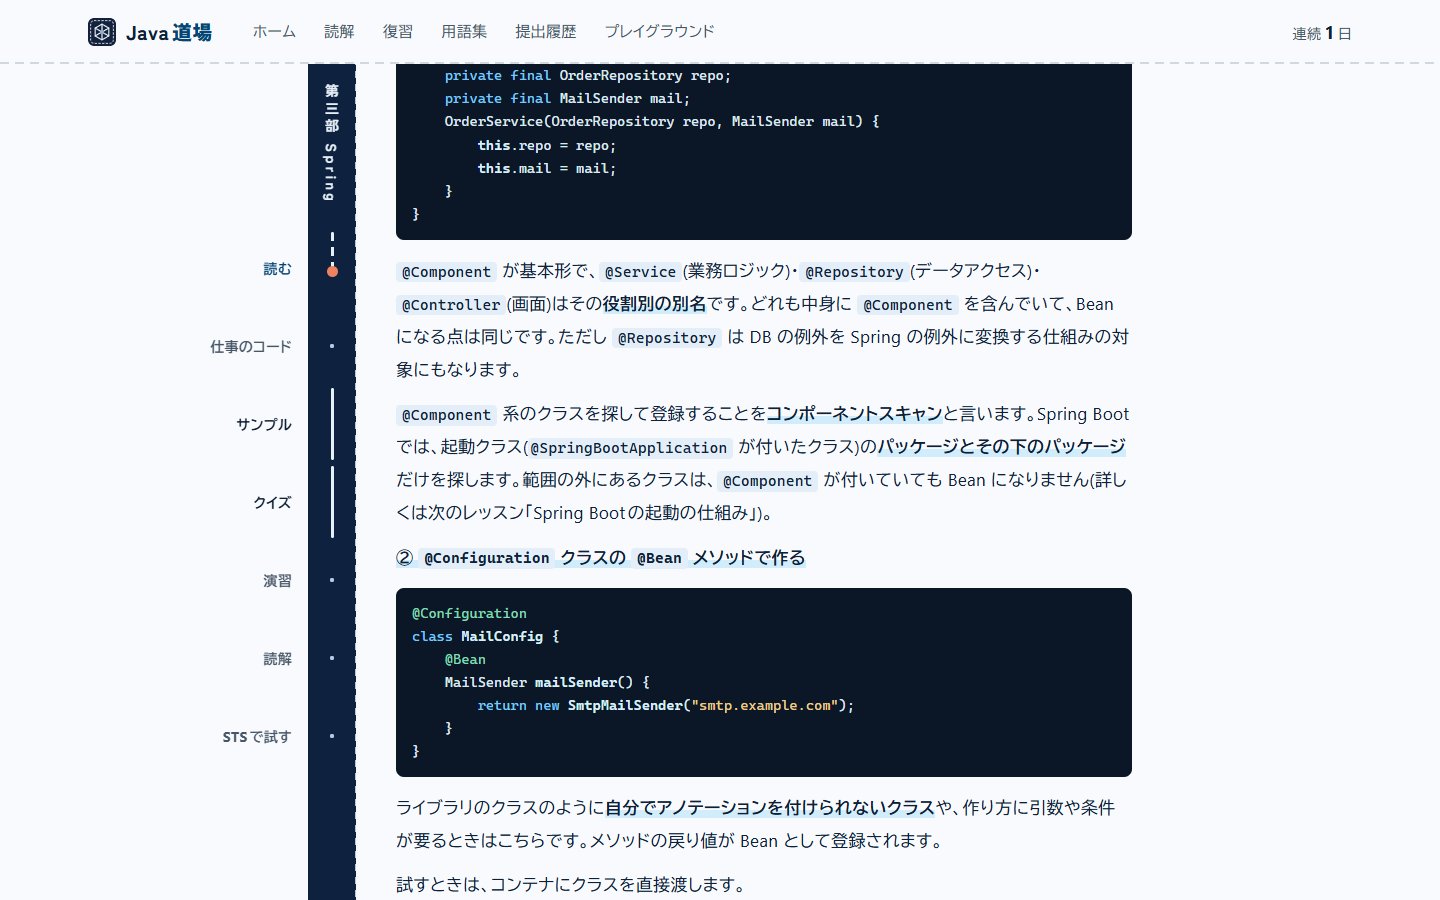 Java 道場 ホーム 読解 復習 用語集 提出履歴 プレイグラウンド 連続 1 日
第三部 Spring
読む
仕事のコード
サンプル
クイズ
演習
読解
STSで試す
private final OrderRepository repo;
private final MailSender mail;
OrderService(OrderRepository repo, MailSender mail) {
this.repo = repo;
this.mail = mail;
}
}
@Component が基本形で、@Service(業務ロジック)・@Repository(データアクセス)・
@Controller(画面)はその役割別の別名です。どれも中身に @Component を含んでいて、Bean
になる点は同じです。ただし @Repository は DB の例外を Spring の例外に変換する仕組みの対
象にもなります。
@Component 系のクラスを探して登録することをコンポーネントスキャンと言います。Spring Boot
では、起動クラス(@SpringBootApplication が付いたクラス)のパッケージとその下のパッケージ
だけを探します。範囲の外にあるクラスは、@Component が付いていても Bean になりません(詳し
くは次のレッスン「Spring Bootの起動の仕組み」)。
② @Configuration クラスの @Bean メソッドで作る
@Configuration
class MailConfig {
@Bean
MailSender mailSender() {
return new SmtpMailSender("smtp.example.com");
}
}
ライブラリのクラスのように自分でアノテーションを付けられないクラスや、作り方に引数や条件
が要るときはこちらです。メソッドの戻り値が Bean として登録されます。
試すときは、コンテナにクラスを直接渡します。